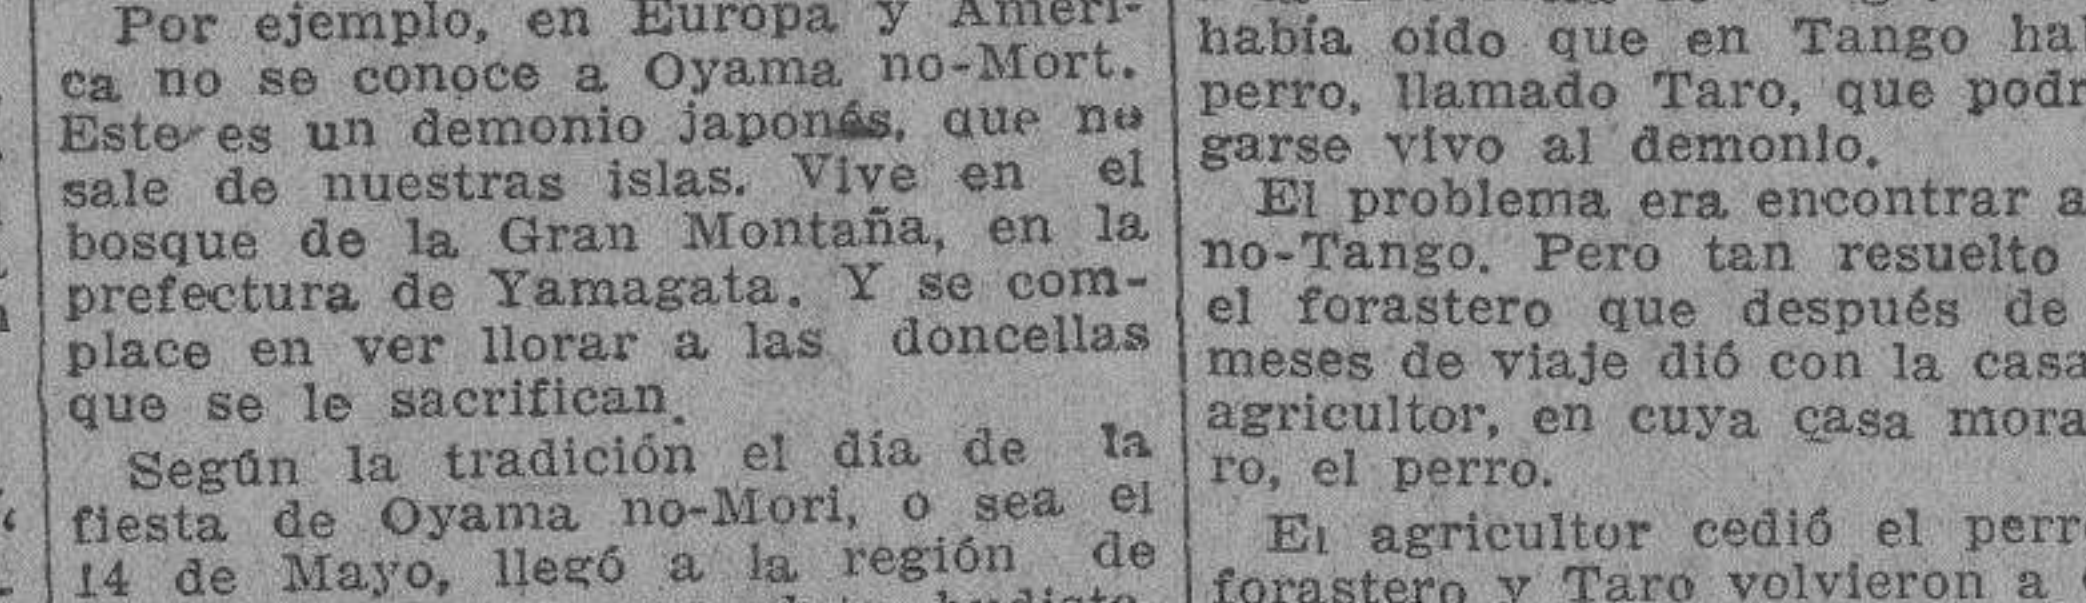 Por ejemplo, en Europa y Améri-
ca no se conoce a Oyama no-Mort.
Este es un demonio japonés, que no
sale de nuestras islas. Vive en el
bosque de la Gran Montaña, en la
prefectura de Yamagata. Y se com-
place en ver llorar a las doncellas
que se le sacrifican.
Según la tradición el día de la
fiesta de Oyama no-Mori, o sea el
14 de Mayo, llegó a la región de
había oído que en Tango ha
perro, llamado Taro, que podr
garse vivo al demonio.
El problema era encontrar a
no-Tango. Pero tan resuelto
el forastero que después de
meses de viaje dió con la casa
agricultor, en cuya casa mora
ro, el perro.
El agricultor cedió el perr
forastero y Taro volvieron a